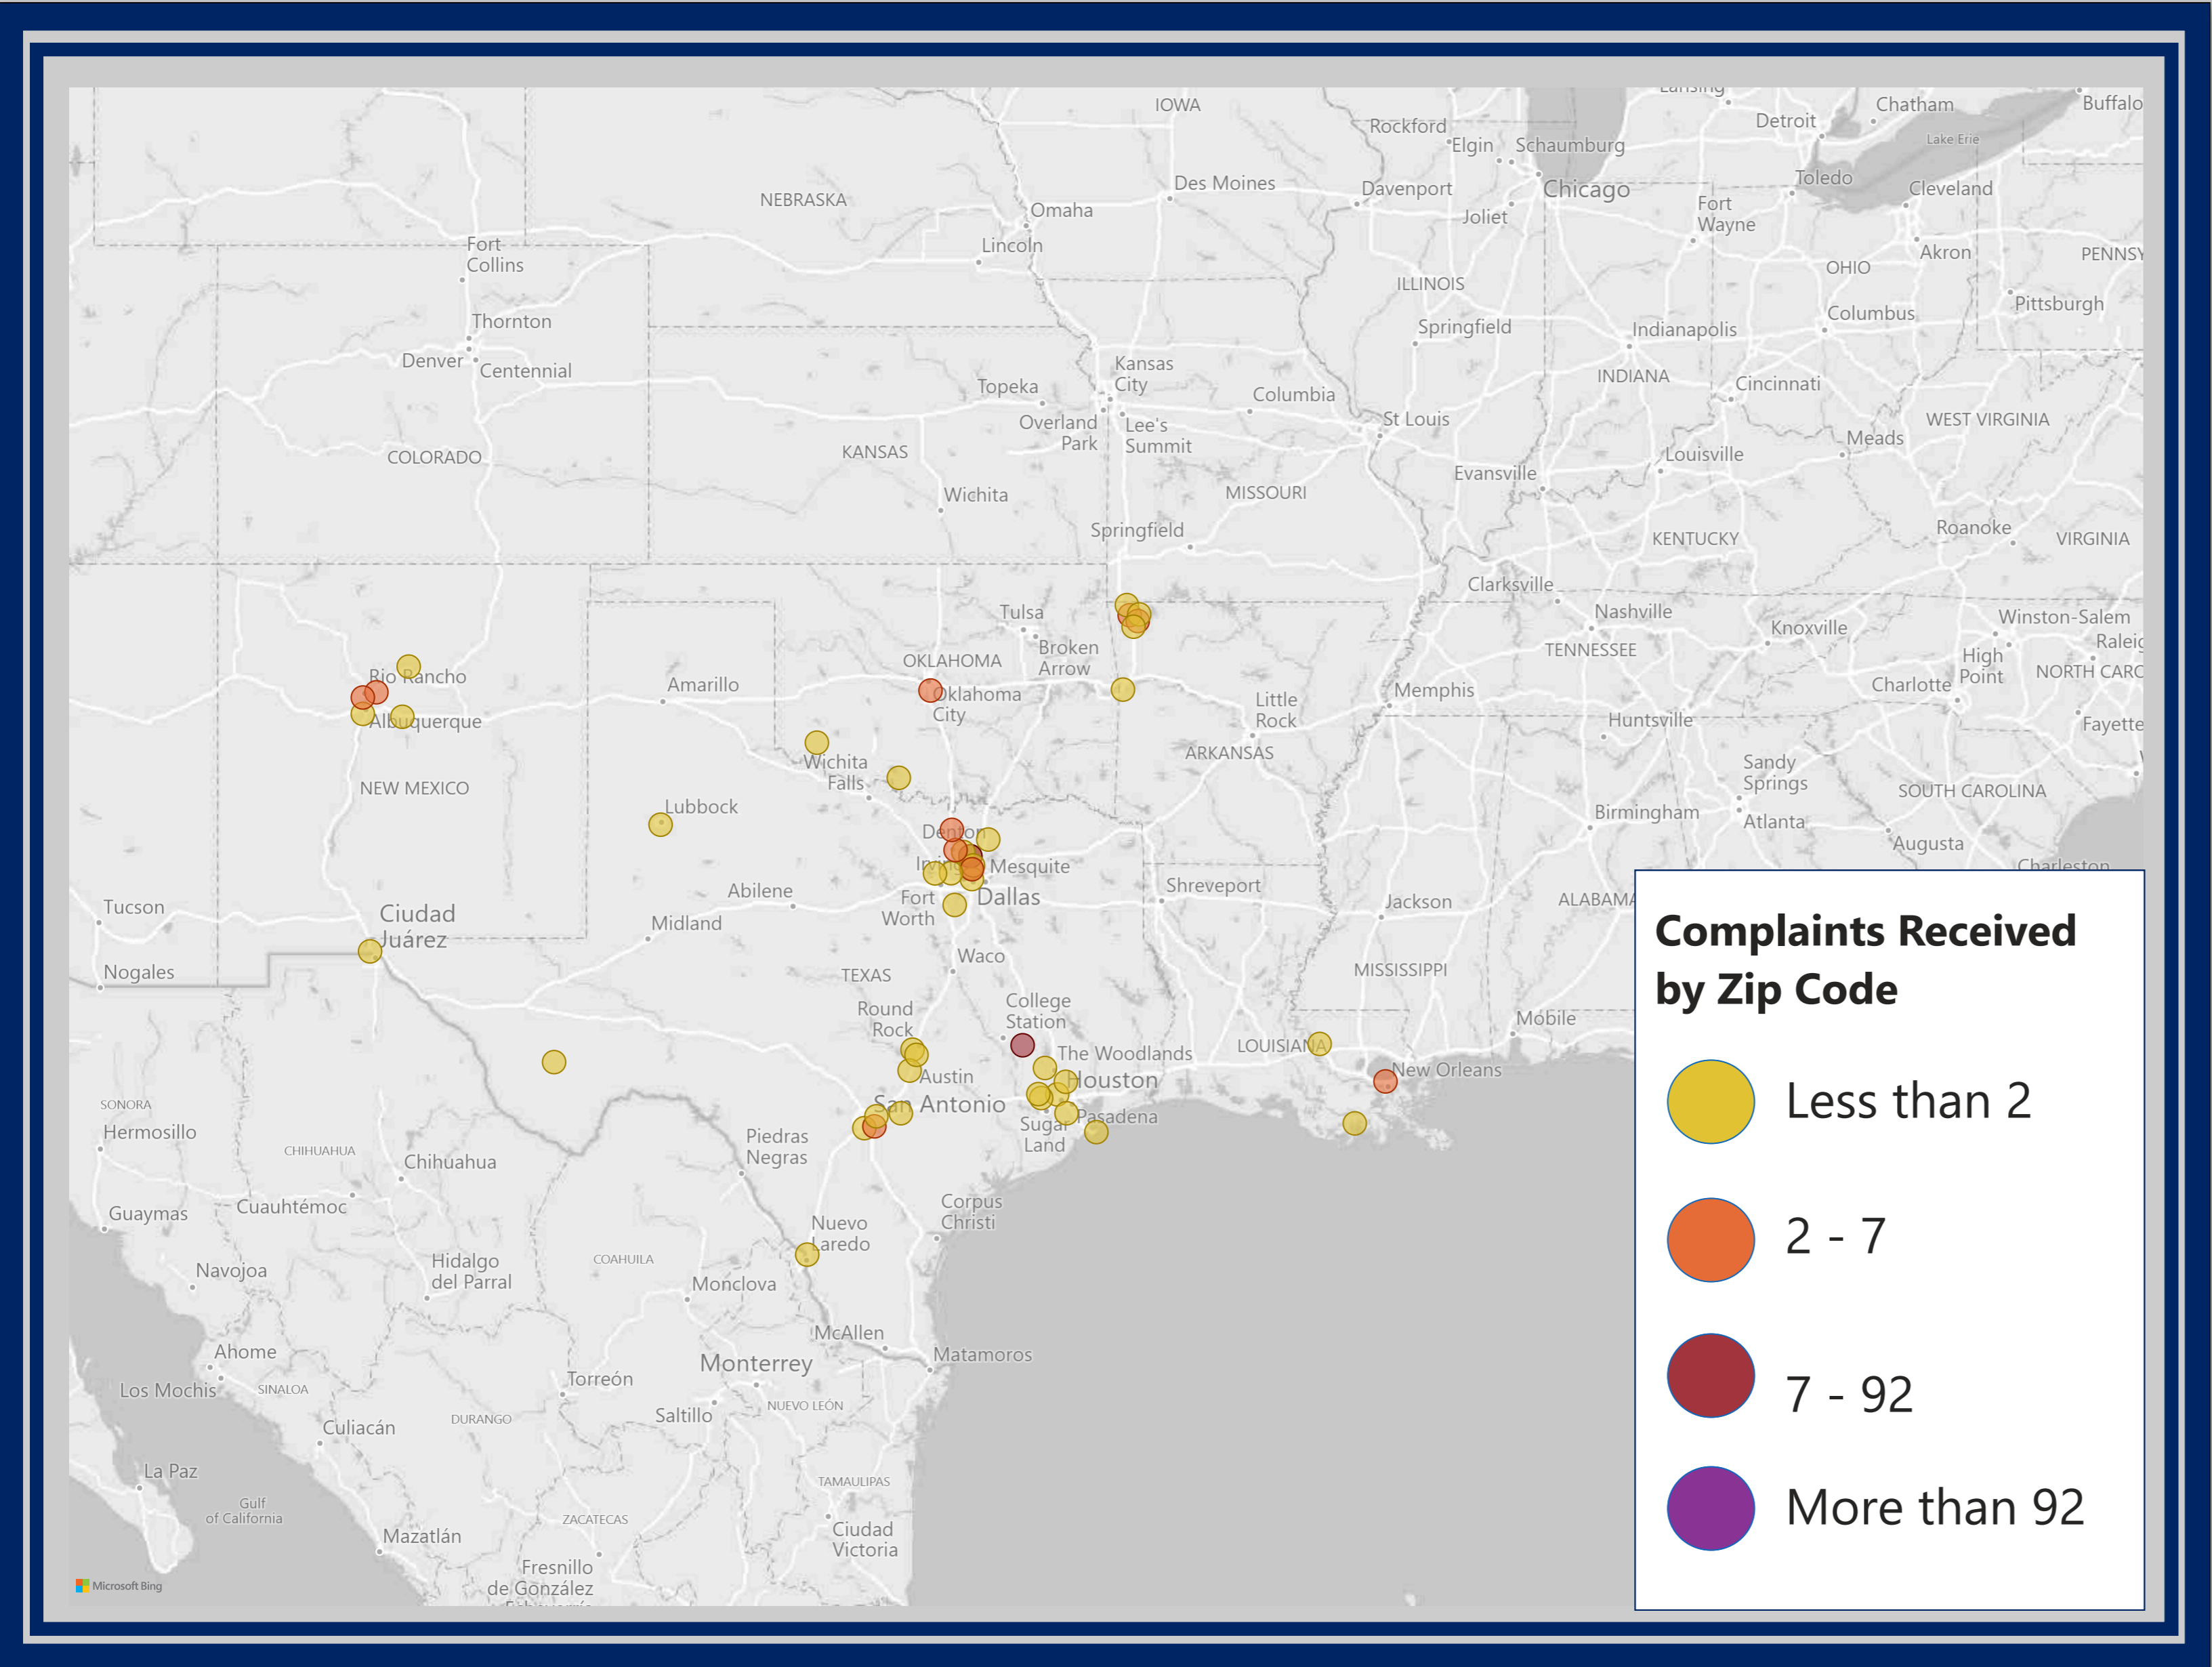 Lansing
Chatham
Buffalo
IOWA
Detroit
Rockford
Lake Erie
Elgin
Schaumburg
Des Moines
Davenport
Chicago
Toledo
Cleveland
NEBRASKA
Omaha
Joliet
Fort
Wayne
Fort
Collins
Lincoln
Akron
PENNSY
OHIO
ILLINOIS
Pittsburgh
Columbus
Thornton
Springfield
Indianapolis
Denver
Centennial
Kansas
City
INDIANA
Cincinnati
Topeka
Columbia
Overland
Park
Lee's
Summit
St Louis
WEST VIRGINIA
Meads
COLORADO
KANSAS
Louisville
Evansville
Wichita
MISSOURI
Springfield
Roanoke
KENTUCKY
VIRGINIA
Clarksville
Tulsa
Nashville
Winston-Salem
Knoxville
Raleig
Broken
Arrow
TENNESSEE
High
Point
OKLAHOMA
NORTH CARC
Rio Rancho
Amarillo
Oklahoma
City
Memphis
Charlotte
Little
Rock
Albuquerque
Huntsville
Fayette
ARKANSAS
Wichita
Falls
Sandy
Springs
NEW MEXICO
SOUTH CAROLINA
Lubbock
Birmingham
Atlanta
Denton
Augusta
Irving
Mesquite
Charleston
Abilene
Fort
Worth
Dallas
Shreveport
Jackson
ALABAMA
Tucson
Ciudad
Juárez
Midland
Waco
Nogales
TEXAS
MISSISSIPPI
College
Station
Round
Rock
Mobile
The Woodlands
LOUISIANA
Austin
Houston
New Orleans
SONORA
San Antonio
Pasadena
Hermosillo
Sugar
Land
Piedras
Negras
CHIHUAHUA
Chihuahua
Cuauhtémoc
Guaymas
Corpus
Christi
Nuevo
Laredo
COAHUILA
Hidalgo
del Parral
Navojoa
Monclova
McAllen
Ahome
Matamoros
Monterrey
Torreón
Los Mochis
SINALOA
NUEVO LEÓN
Saltillo
DURANGO
Culiacán
La Paz
TAMAULIPAS
Gulf
of California
ZACATECAS
Mazatlán
Ciudad
Victoria
Fresnillo
de González
Microsoft Bing
Complaints Received
by Zip Code
Less than 2
2 - 7
7 - 92
More than 92